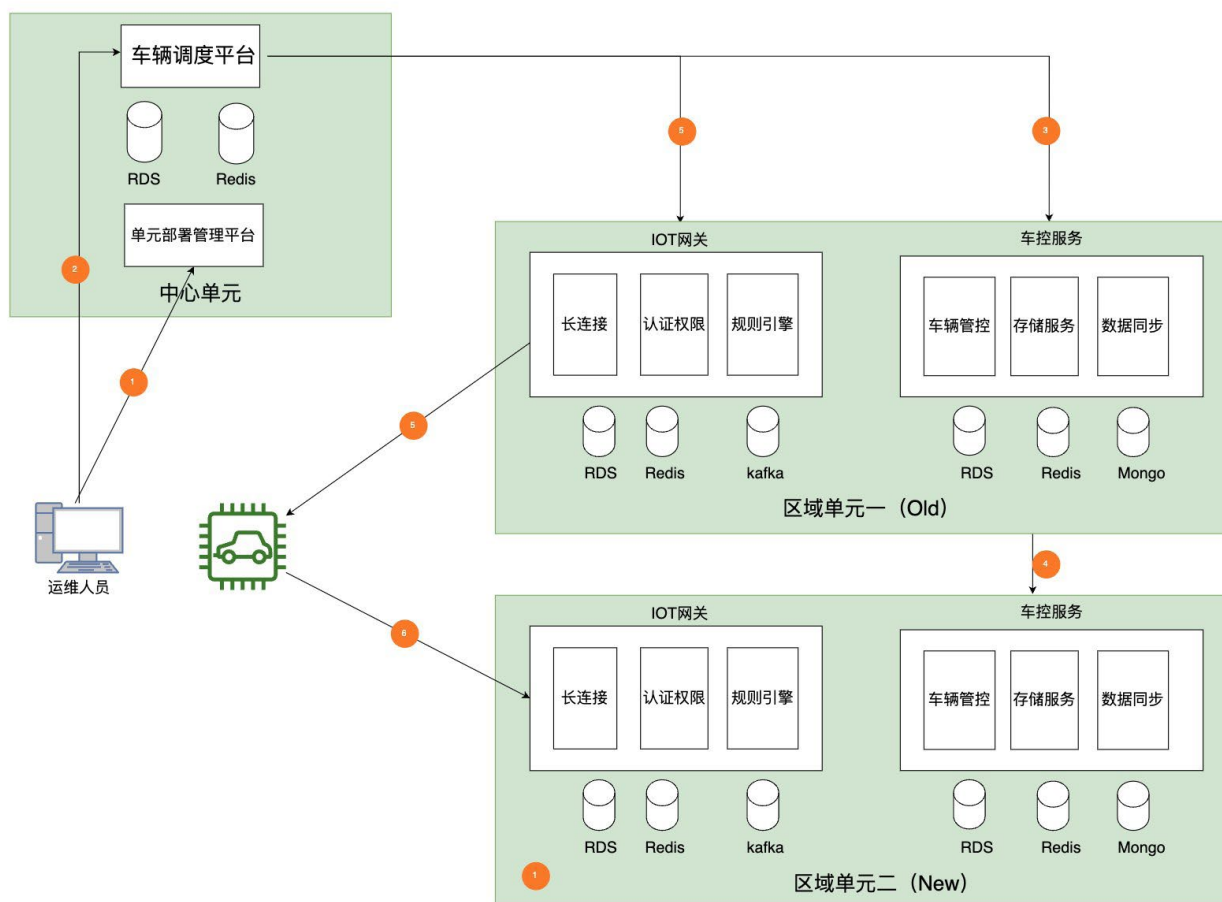 车辆调度平台
RDS
Redis
单元部署管理平台
中心单元
2
1
运维人员
5
3
IOT网关
车控服务
长连接
认证权限
规则引擎
车辆管控
存储服务
数据同步
RDS
Redis
kafka
RDS
Redis
Mongo
区域单元一（Old）
5
4
6
IOT网关
车控服务
长连接
认证权限
规则引擎
车辆管控
存储服务
数据同步
RDS
Redis
kafka
RDS
Redis
Mongo
1
区域单元二（New）